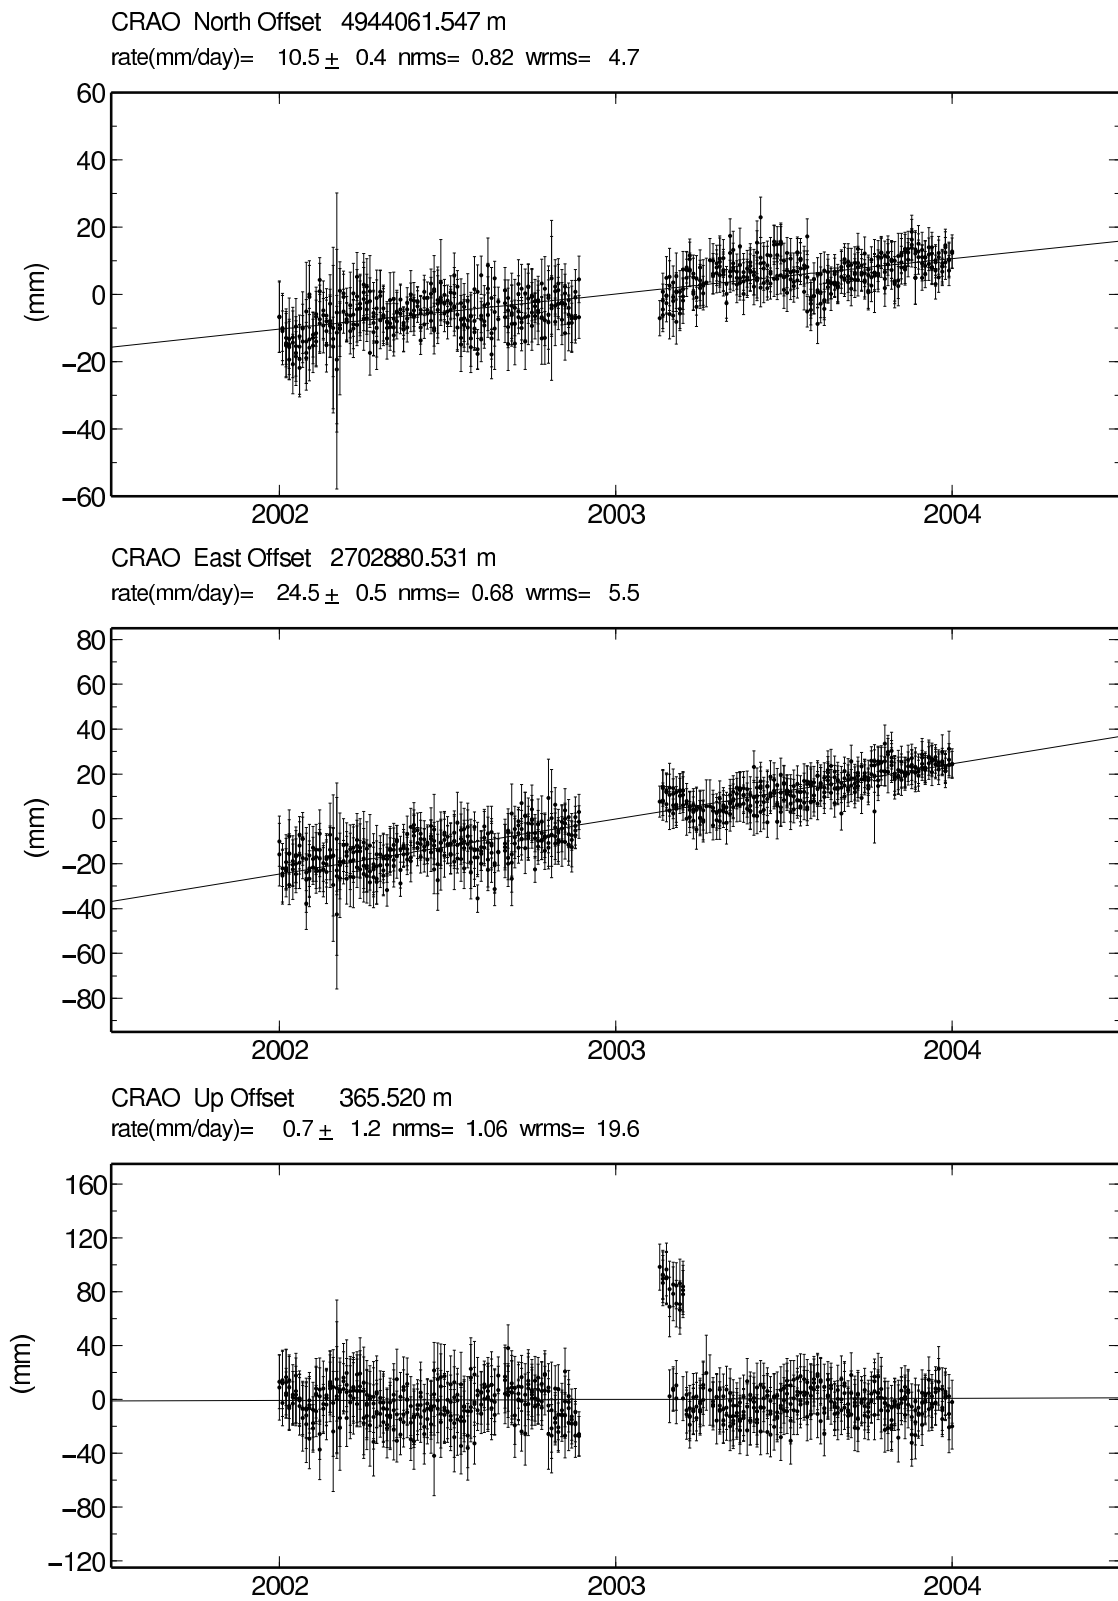 CRAO North Offset 4944061.547 m
rate(mm/day)= 10.5 ± 0.4 nrms= 0.82 wrms= 4.7
60
40
20
0
−20
−40
−60
(mm)
2002 2003 2004
CRAO East Offset 2702880.531 m
rate(mm/day)= 24.5 ± 0.5 nrms= 0.68 wrms= 5.5
80
60
40
20
0
−20
−40
−60
−80
(mm)
2002 2003 2004
CRAO Up Offset 365.520 m
rate(mm/day)= 0.7 ± 1.2 nrms= 1.06 wrms= 19.6
160
120
80
40
0
−40
−80
−120
(mm)
2002 2003 2004